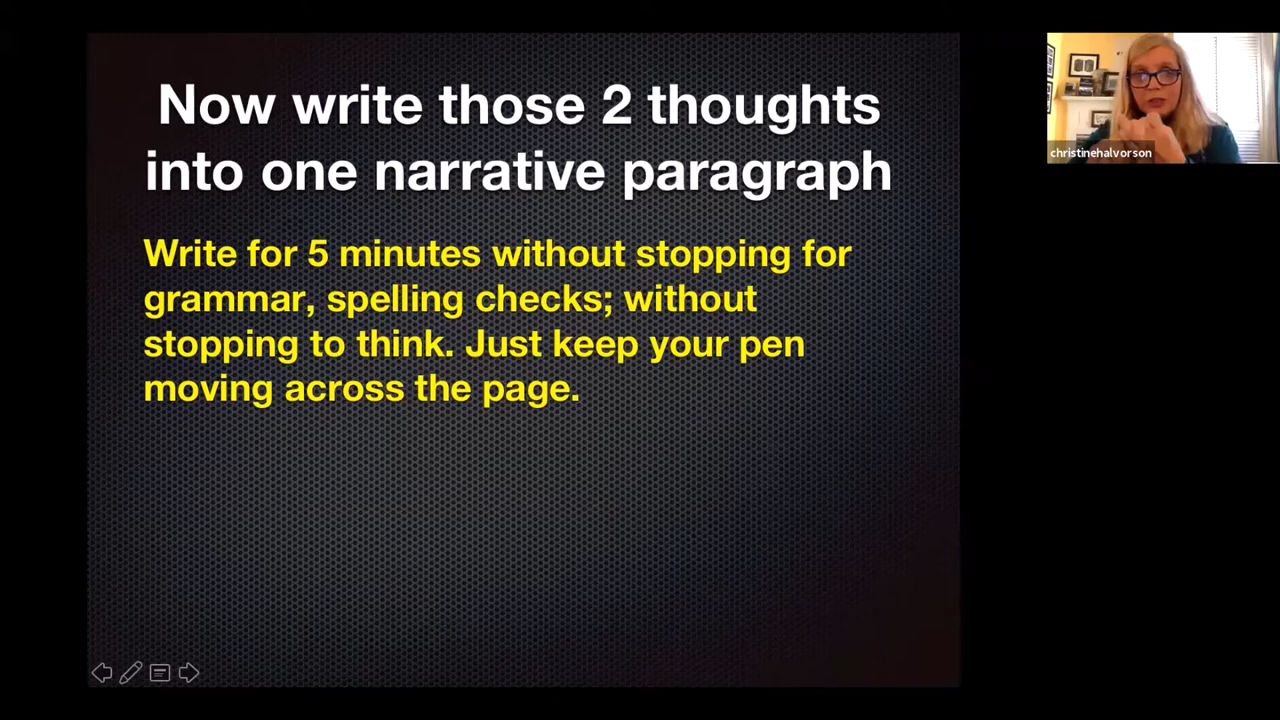 Now write those 2 thoughts
into one narrative paragraph
Write for 5 minutes without stopping for
grammar, spelling checks; without
stopping to think. Just keep your pen
moving across the page.
christinehalvorson